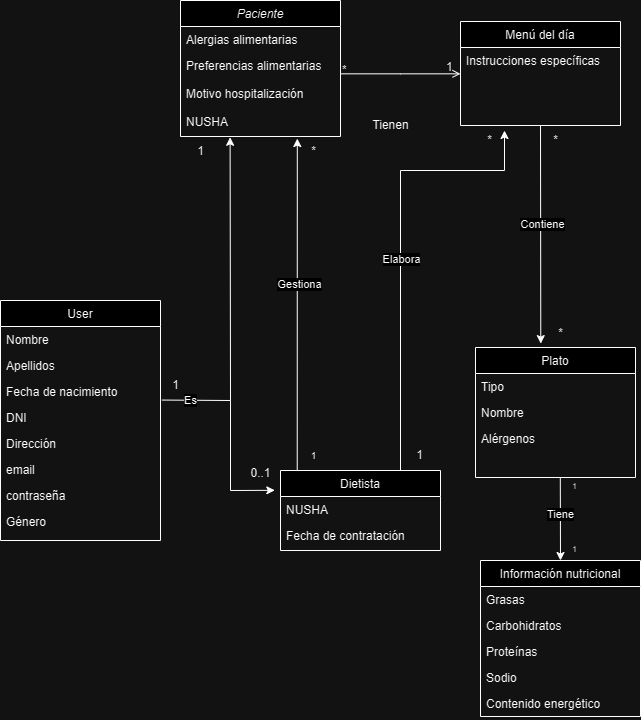 Paciente
Alergias alimentarias
Preferencias alimentarias
Motivo hospitalización
NUSHA
Menú del día
Instrucciones específicas
*
1
Tienen
1
*
*
*
Contiene
Elabora
Gestiona
User
Nombre
Apellidos
Fecha de nacimiento
DNI
Dirección
email
contraseña
Género
1
Es
*
Plato
Tipo
Nombre
Alérgenos
0..1
1
1
Dietista
NUSHA
Fecha de contratación
1
Tiene
1
Información nutricional
Grasas
Carbohidratos
Proteínas
Sodio
Contenido energético